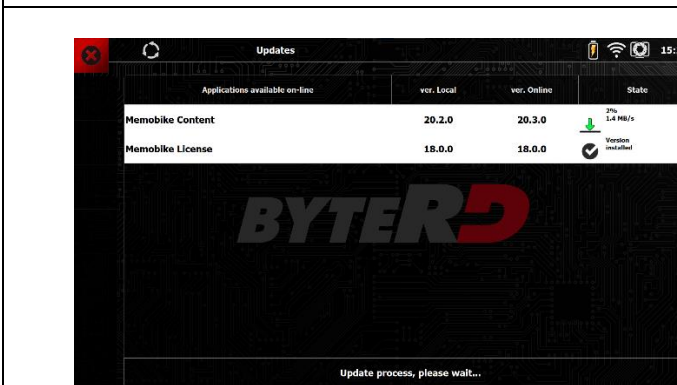 Updates
15:
Applications available on-line ver. Local ver. Online State
Memobike Content 20.2.0 20.3.0 2% 1.4 MB/s
Memobike License 18.0.0 18.0.0 Version installed
BYTERD
Update process, please wait...